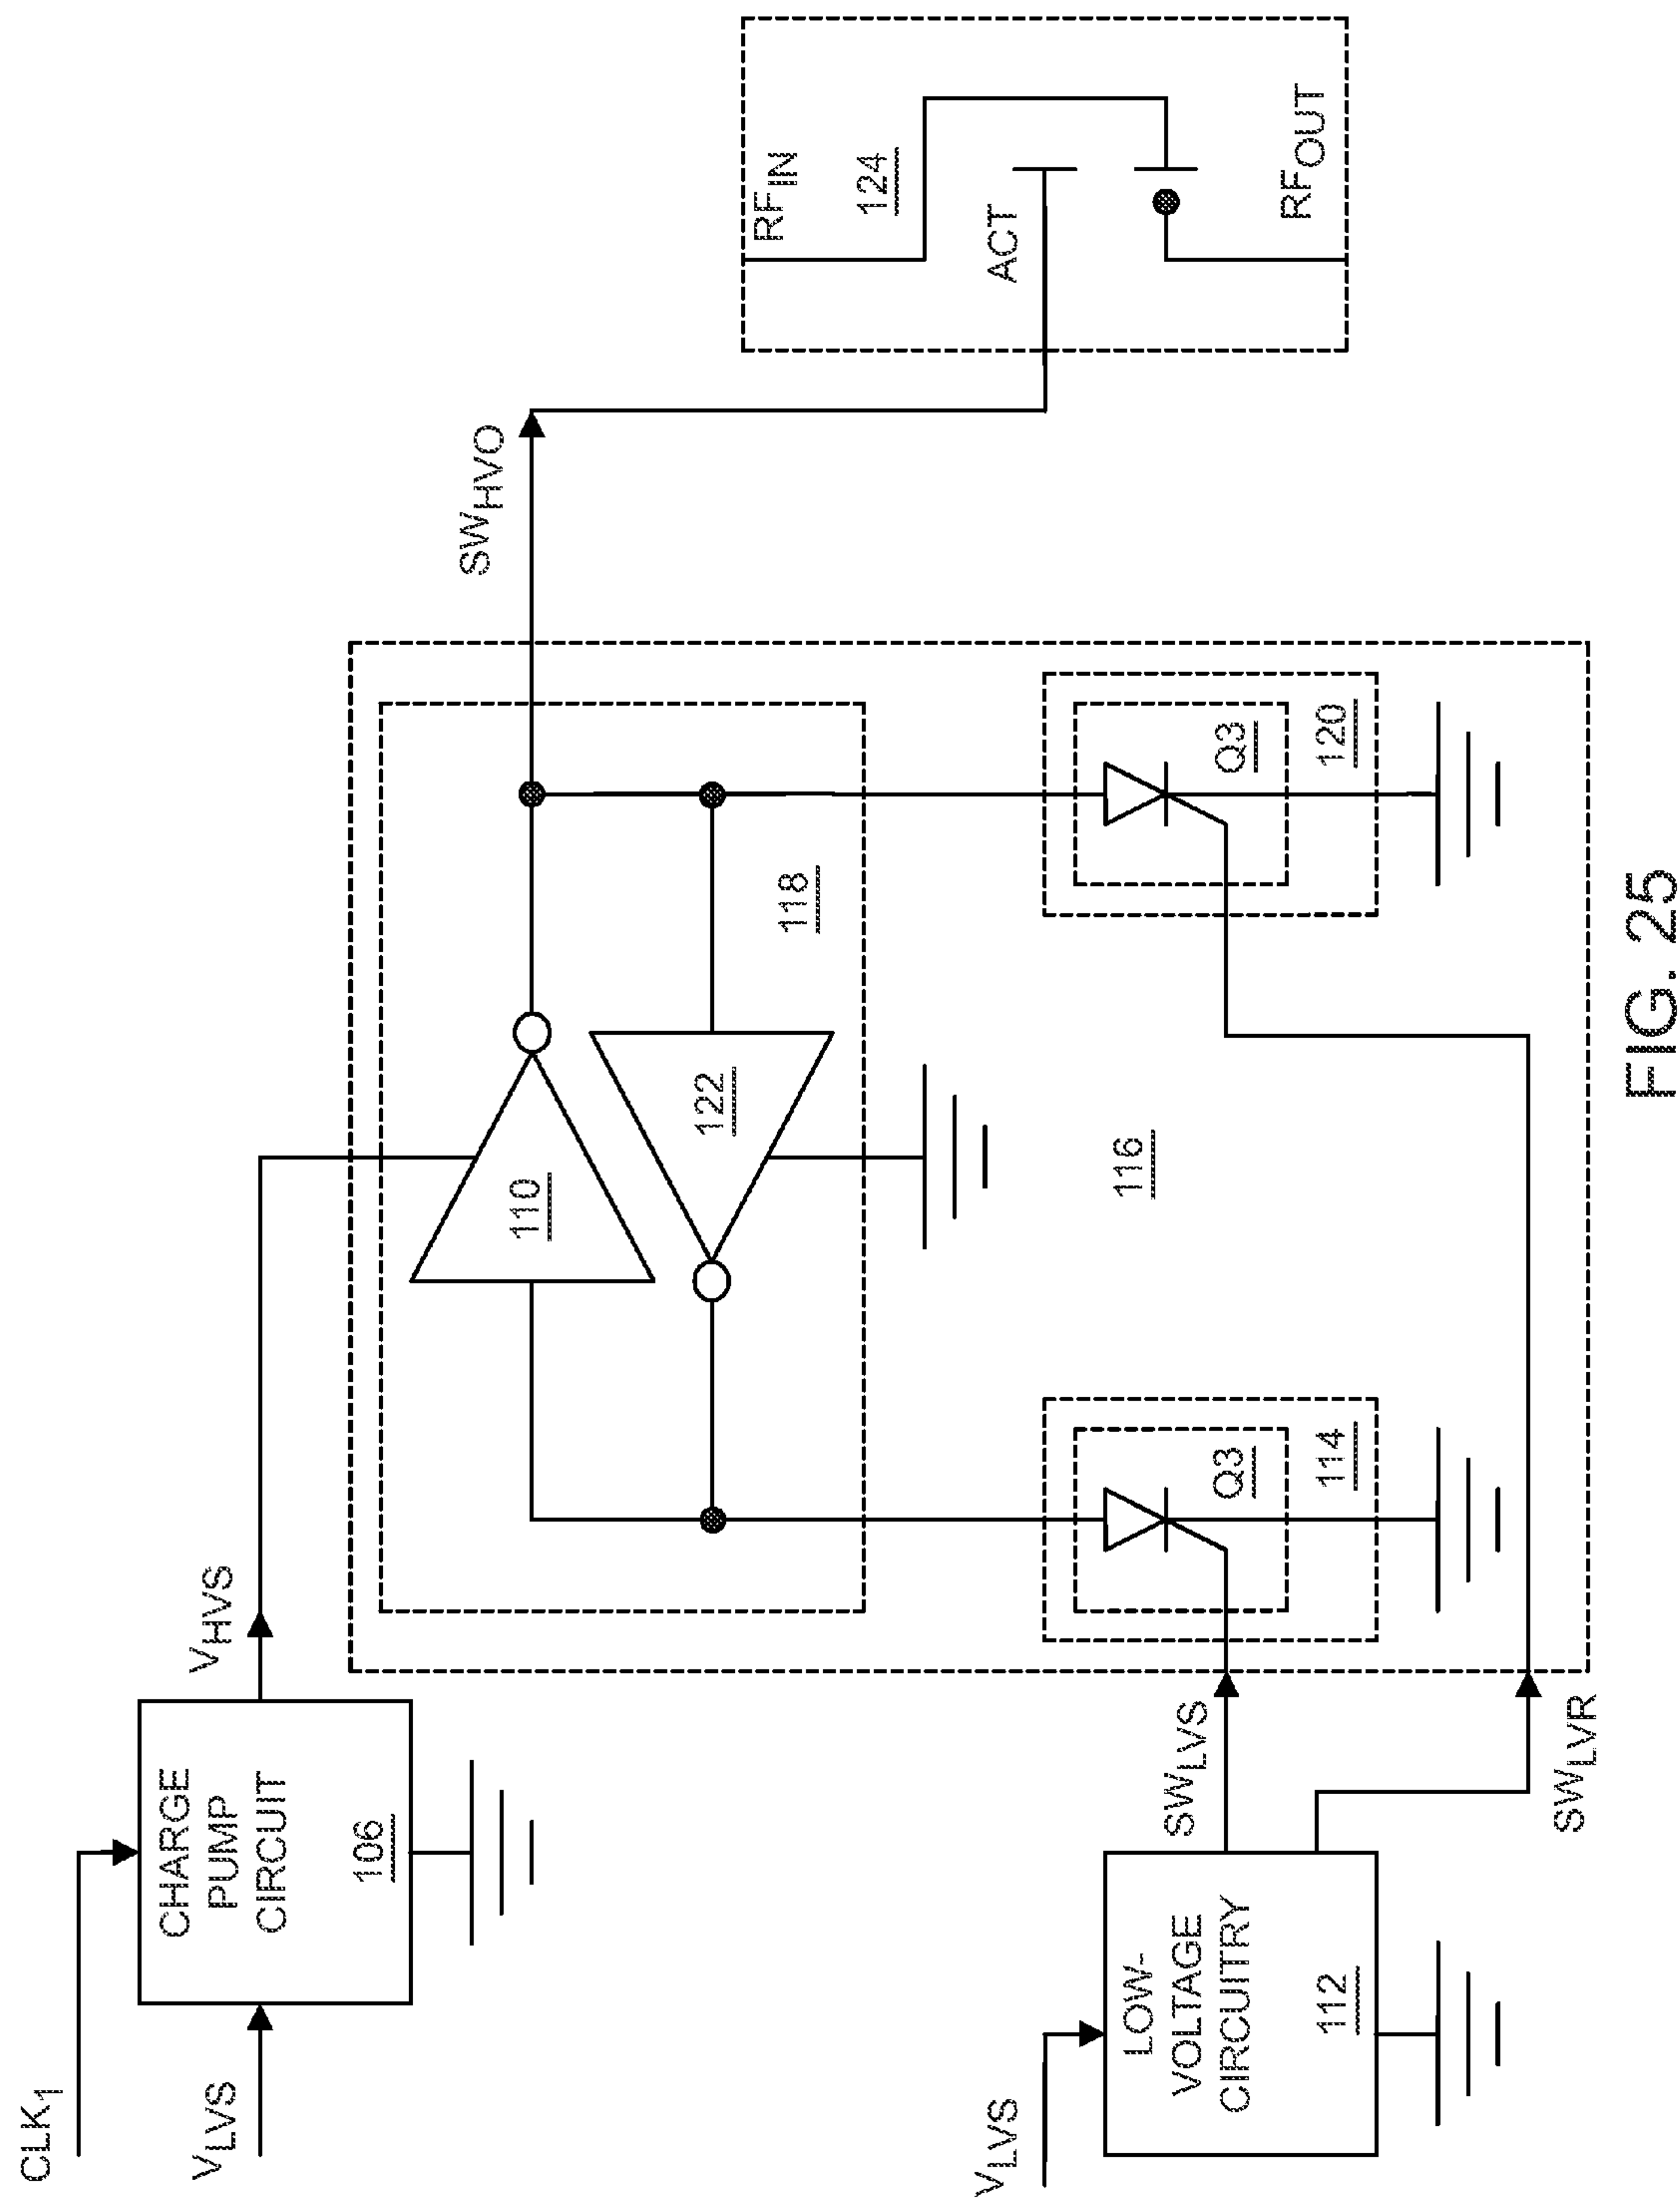 CLK1
VLVS
CHARGE
PUMP
CIRCUIT
106
VHVS
110
122
118
SWHVO
RFIN
124
ACT
RFOUT
VLVS
LOW-
VOLTAGE
CIRCUITRY
112
SWLVS
SWLVR
Q3
114
116
Q3
120
FIG. 25